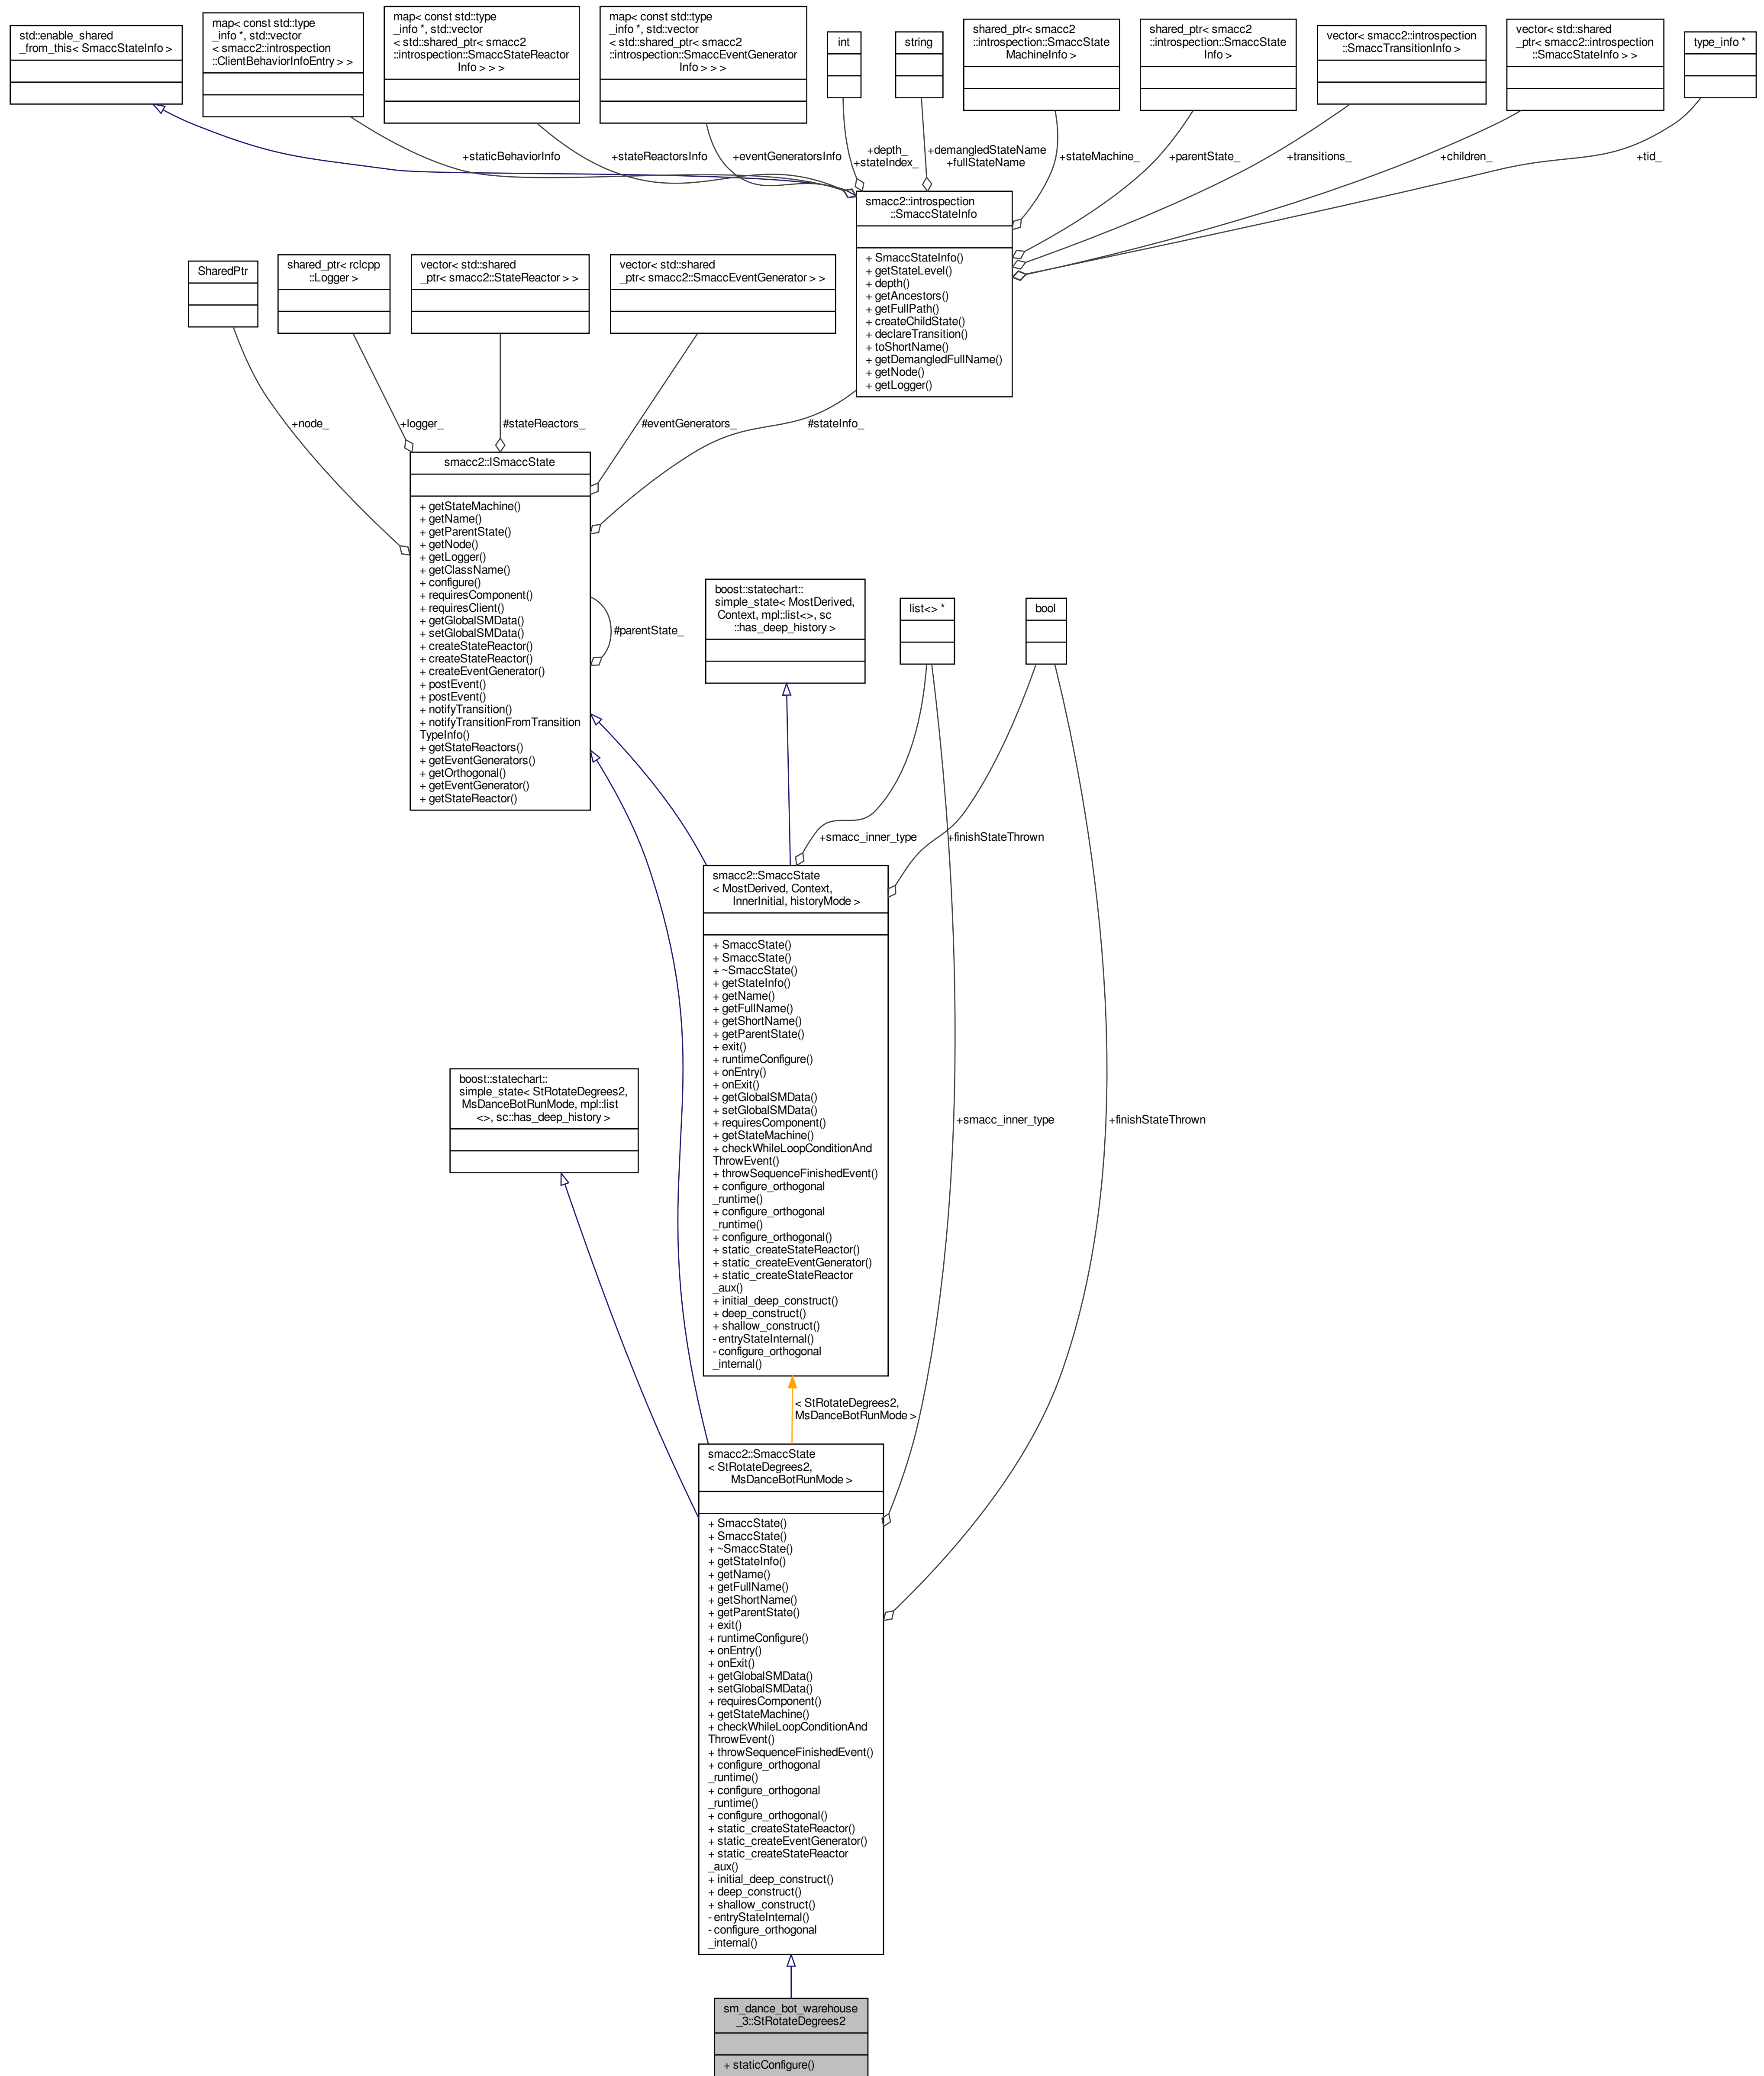 std::enable_shared
_from_this< SmaccStateInfo >
map< const std::type
_info *, std::vector
< smacc2::introspection
::ClientBehaviorInfoEntry > >
map< const std::type
_info *, std::vector
< std::shared_ptr< smacc2
::introspection::SmaccStateReactor
Info > > >
map< const std::type
_info *, std::vector
< std::shared_ptr< smacc2
::introspection::SmaccEventGenerator
Info > > >
int
string
shared_ptr< smacc2
::introspection::SmaccState
MachineInfo >
shared_ptr< smacc2
::introspection::SmaccState
Info >
vector< smacc2::introspection
::SmaccTransitionInfo >
vector< std::shared
_ptr< smacc2::introspection
::SmaccStateInfo > >
type_info *
+staticBehaviorInfo
+stateReactorsInfo
+eventGeneratorsInfo
+depth_
+stateIndex_
+demangledStateName
+fullStateName
+stateMachine_
+parentState_
+transitions_
+children_
+tid_
smacc2::introspection
::SmaccStateInfo
+ SmaccStateInfo()
+ getStateLevel()
+ depth()
+ getAncestors()
+ getFullPath()
+ createChildState()
+ declareTransition()
+ toShortName()
+ getDemangledFullName()
+ getNode()
+ getLogger()
SharedPtr
shared_ptr< rclcpp
::Logger >
vector< std::shared
_ptr< smacc2::StateReactor > >
vector< std::shared
_ptr< smacc2::SmaccEventGenerator > >
+node_
+logger_
#stateReactors_
#eventGenerators_
#stateInfo_
smacc2::ISmaccState
+ getStateMachine()
+ getName()
+ getParentState()
+ getNode()
+ getLogger()
+ getClassName()
+ configure()
+ requiresComponent()
+ requiresClient()
+ getGlobalSMData()
+ setGlobalSMData()
+ createStateReactor()
+ createStateReactor()
+ createEventGenerator()
+ postEvent()
+ postEvent()
+ notifyTransition()
+ notifyTransitionFromTransition
TypeInfo()
+ getStateReactors()
+ getEventGenerators()
+ getOrthogonal()
+ getEventGenerator()
+ getStateReactor()
#parentState_
boost::statechart::
simple_state< MostDerived,
Context, mpl::list<>, sc
::has_deep_history >
list<> *
bool
+smacc_inner_type
+finishStateThrown
smacc2::SmaccState
< MostDerived, Context,
InnerInitial, historyMode >
+ SmaccState()
+ SmaccState()
+ ~SmaccState()
+ getStateInfo()
+ getName()
+ getFullName()
+ getShortName()
+ getParentState()
+ exit()
+ runtimeConfigure()
+ onEntry()
+ onExit()
+ getGlobalSMData()
+ setGlobalSMData()
+ requiresComponent()
+ getStateMachine()
+ checkWhileLoopConditionAnd
ThrowEvent()
+ throwSequenceFinishedEvent()
+ configure_orthogonal
_runtime()
+ configure_orthogonal
_runtime()
+ configure_orthogonal()
+ static_createStateReactor()
+ static_createEventGenerator()
+ static_createStateReactor
_aux()
+ initial_deep_construct()
+ deep_construct()
+ shallow_construct()
- entryStateInternal()
- configure_orthogonal
_internal()
boost::statechart::
simple_state< StRotateDegrees2,
MsDanceBotRunMode, mpl::list
<>, sc::has_deep_history >
+smacc_inner_type
+finishStateThrown
< StRotateDegrees2,
MsDanceBotRunMode >
smacc2::SmaccState
< StRotateDegrees2,
MsDanceBotRunMode >
+ SmaccState()
+ SmaccState()
+ ~SmaccState()
+ getStateInfo()
+ getName()
+ getFullName()
+ getShortName()
+ getParentState()
+ exit()
+ runtimeConfigure()
+ onEntry()
+ onExit()
+ getGlobalSMData()
+ setGlobalSMData()
+ requiresComponent()
+ getStateMachine()
+ checkWhileLoopConditionAnd
ThrowEvent()
+ throwSequenceFinishedEvent()
+ configure_orthogonal
_runtime()
+ configure_orthogonal
_runtime()
+ configure_orthogonal()
+ static_createStateReactor()
+ static_createEventGenerator()
+ static_createStateReactor
_aux()
+ initial_deep_construct()
+ deep_construct()
+ shallow_construct()
- entryStateInternal()
- configure_orthogonal
_internal()
sm_dance_bot_warehouse
_3::StRotateDegrees2
+ staticConfigure()